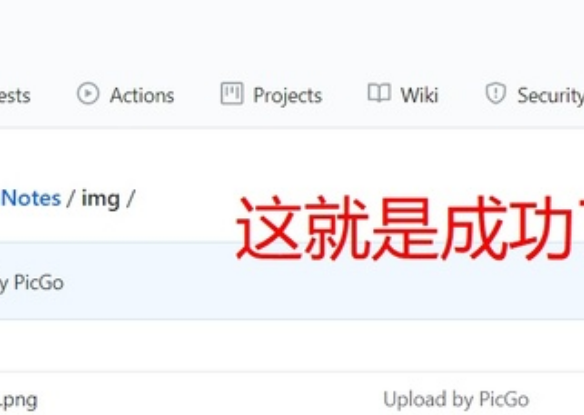 ests Actions Projects Wiki Security
Notes / img /
这就是成功
y PicGo
.png Upload by PicGo